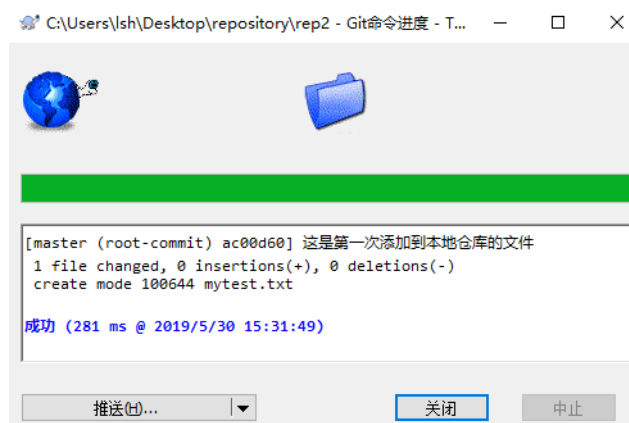 C:\Users\lsh\Desktop\repository\rep2 - Git命令进度 - T...
[master (root-commit) ac00d60] 这是第一次添加到本地仓库的文件
1 file changed, 0 insertions(+), 0 deletions(-)
create mode 100644 mytest.txt
成功 (281 ms @ 2019/5/30 15:31:49)
推送(H)...
关闭
中止